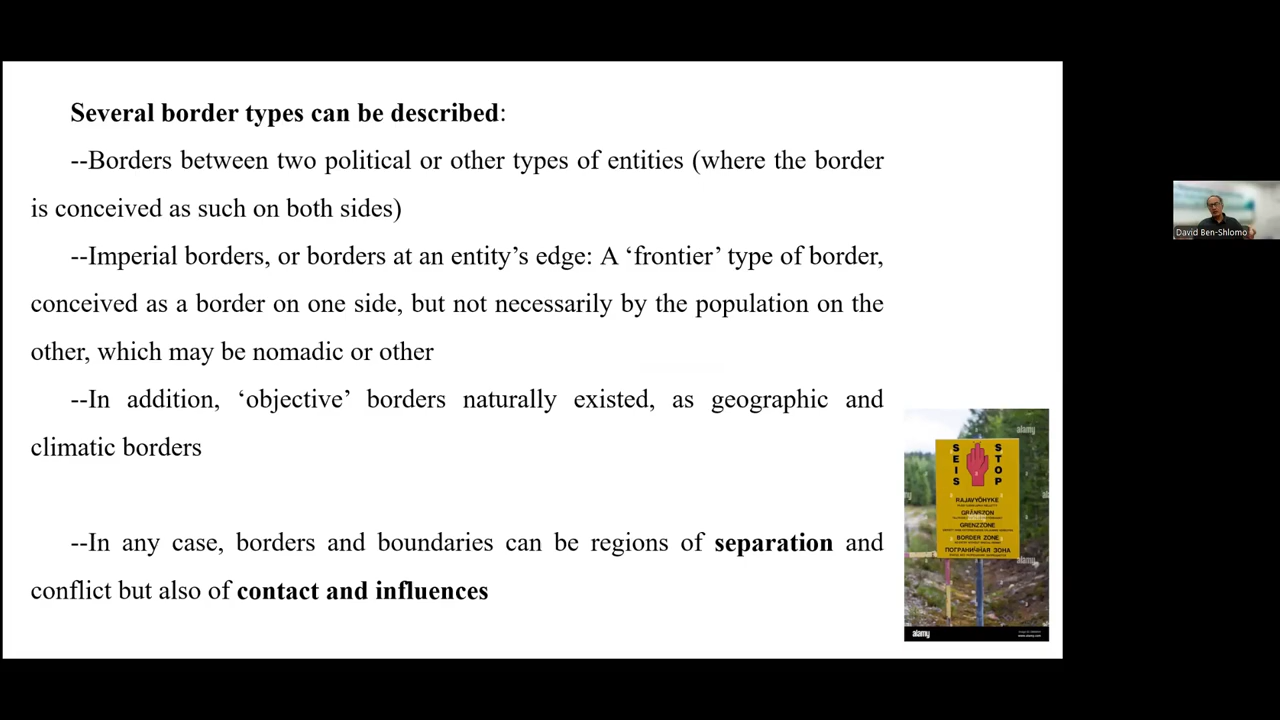 Several border types can be described:
--Borders between two political or other types of entities (where the border
is conceived as such on both sides)
--Imperial borders, or borders at an entity’s edge: A ‘frontier’ type of border,
conceived as a border on one side, but not necessarily by the population on the
other, which may be nomadic or other
--In addition, ‘objective’ borders naturally existed, as geographic and
climatic borders
--In any case, borders and boundaries can be regions of separation and
conflict but also of contact and influences
David Ben-Shlomo
alamy
SEIS
STOP
RAJAVYÖHYKE
GRÄNSZON
GRENZZONE
BORDER ZONE
ПОГРАНИЧНАЯ ЗОНА
alamy
alamy